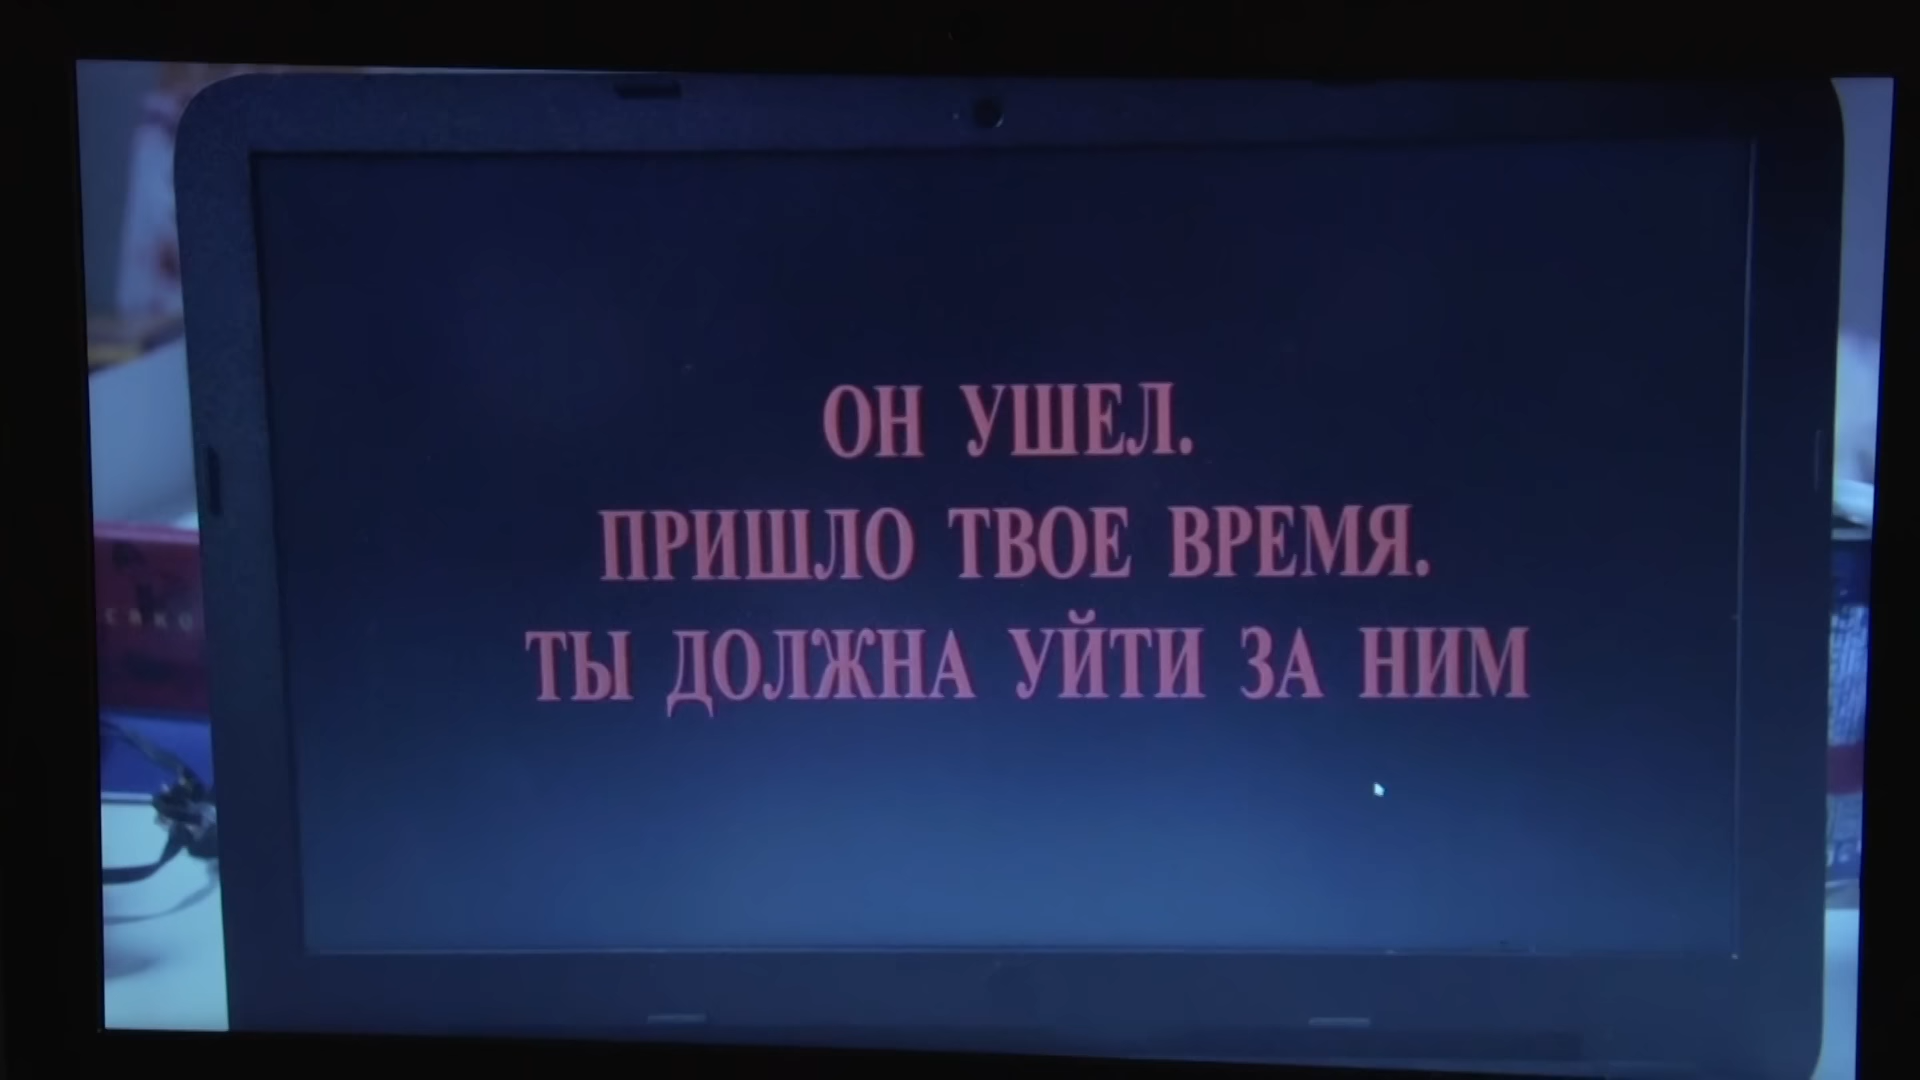 ОН УШЕЛ.
ПРИШЛО ТВОЕ ВРЕМЯ.
ТЫ ДОЛЖНА УЙТИ ЗА НИМ